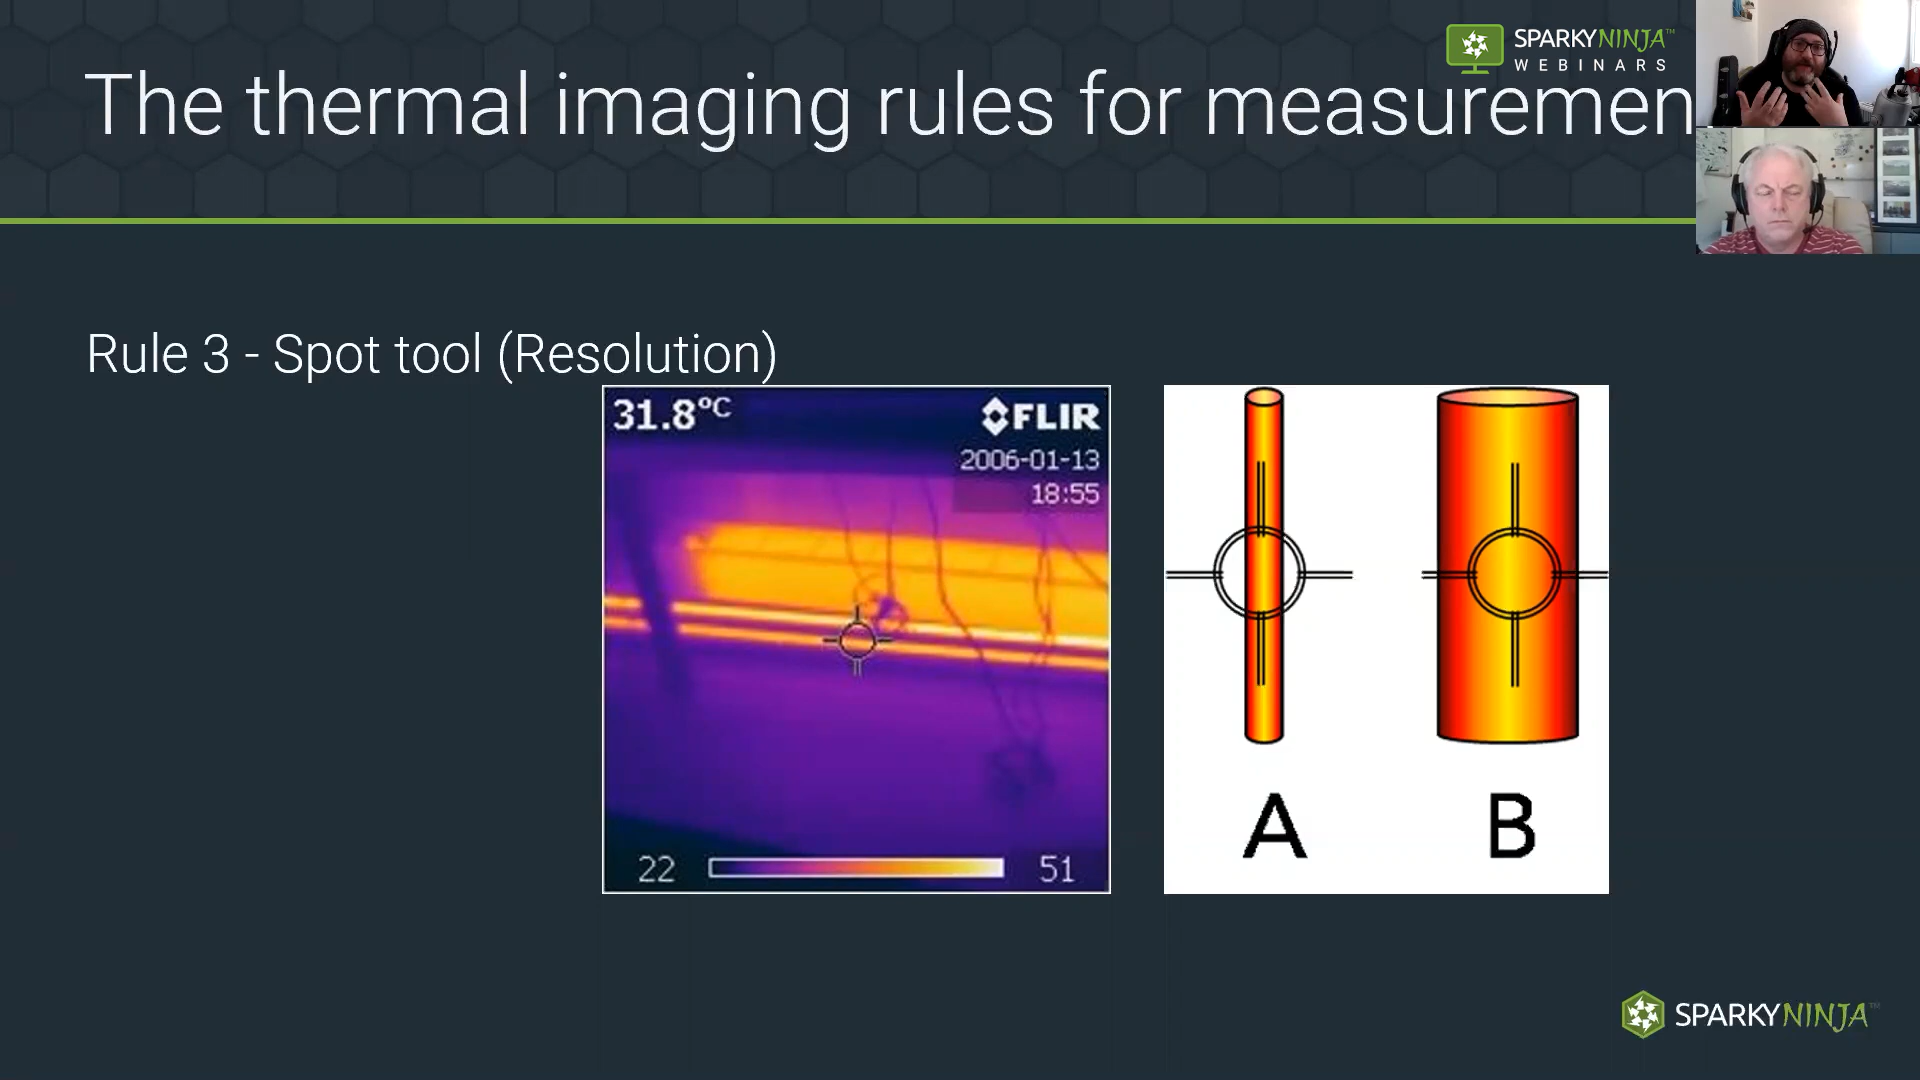 SPARKYNINJA™
WEBINARS
The thermal imaging rules for measuremen
Rule 3 - Spot tool (Resolution)
31.8°C
FLIR
2006-01-13
18:55
22
51
A
B
SPARKYNINJA™